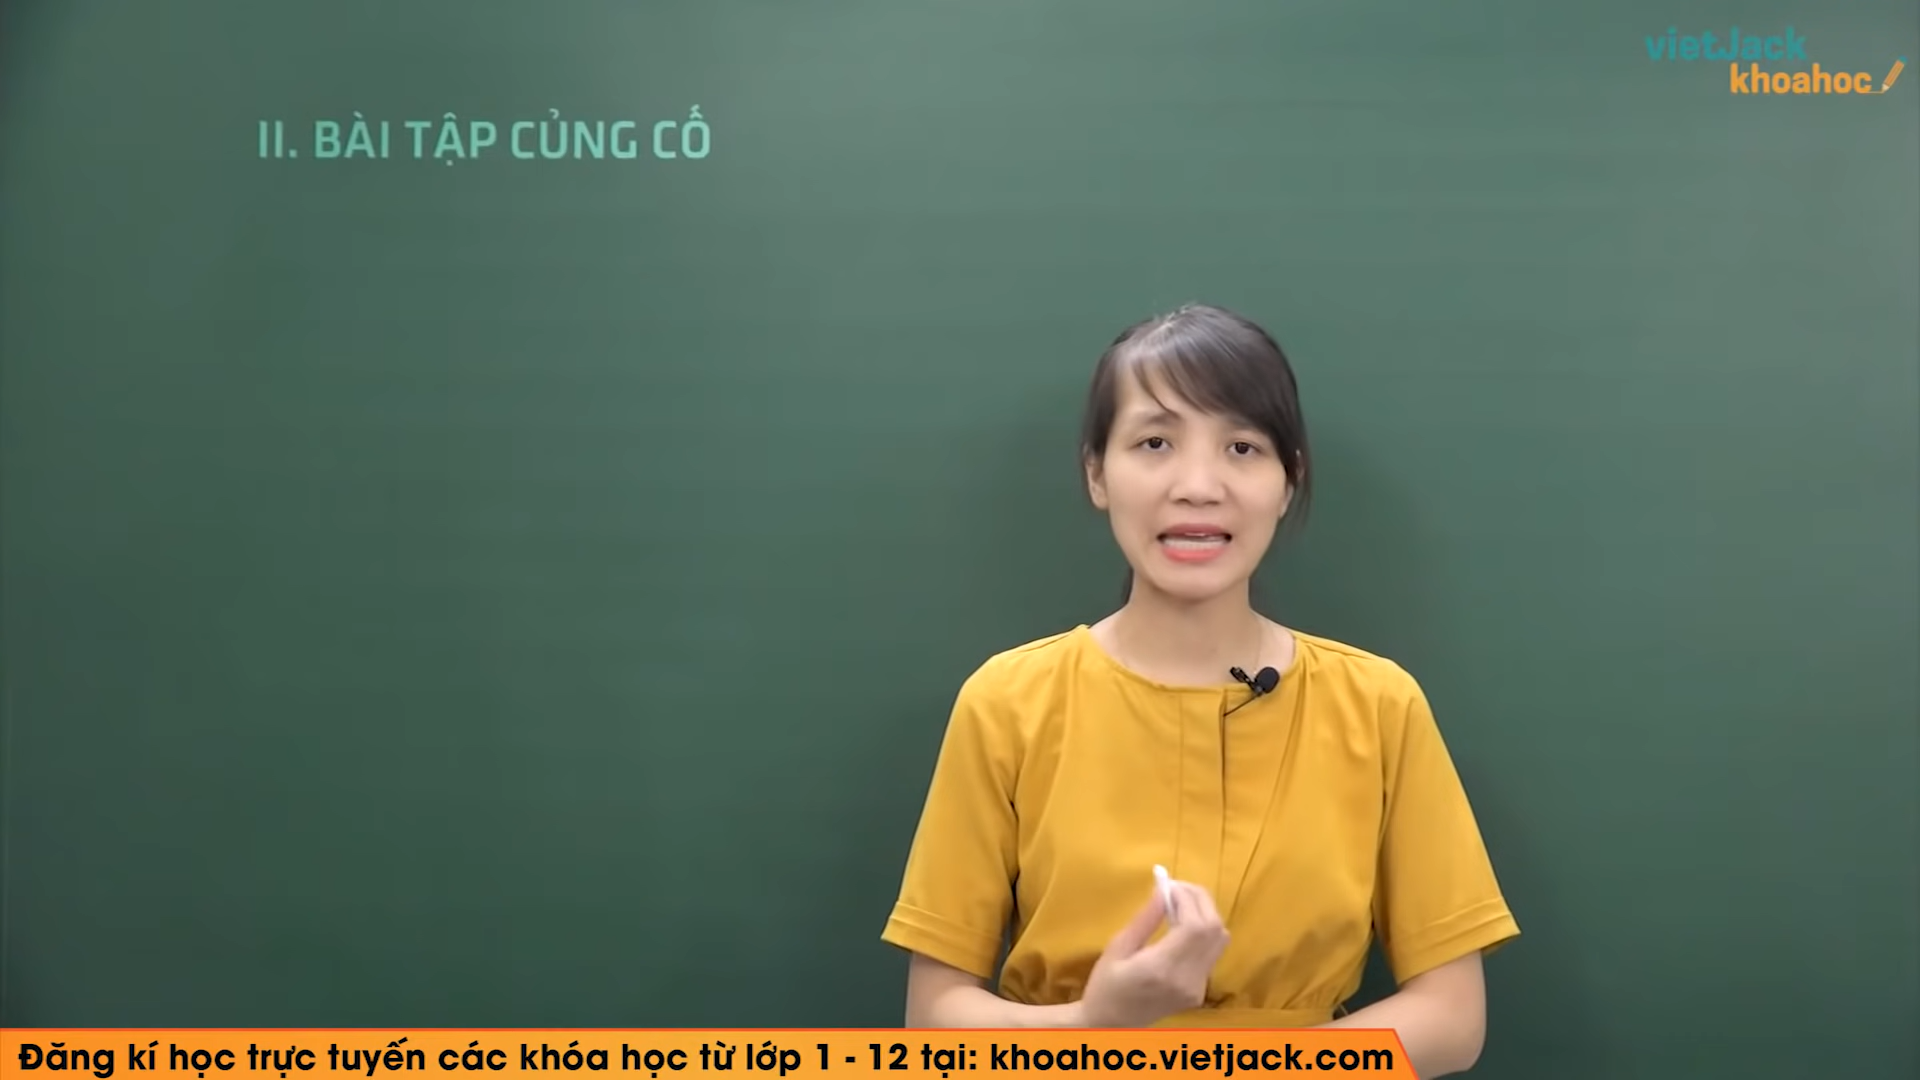 vietJack
khoahoc
II. BÀI TẬP CỦNG CỐ
Đăng kí học trực tuyến các khóa học từ lớp 1 - 12 tại: khoahoc.vietjack.com